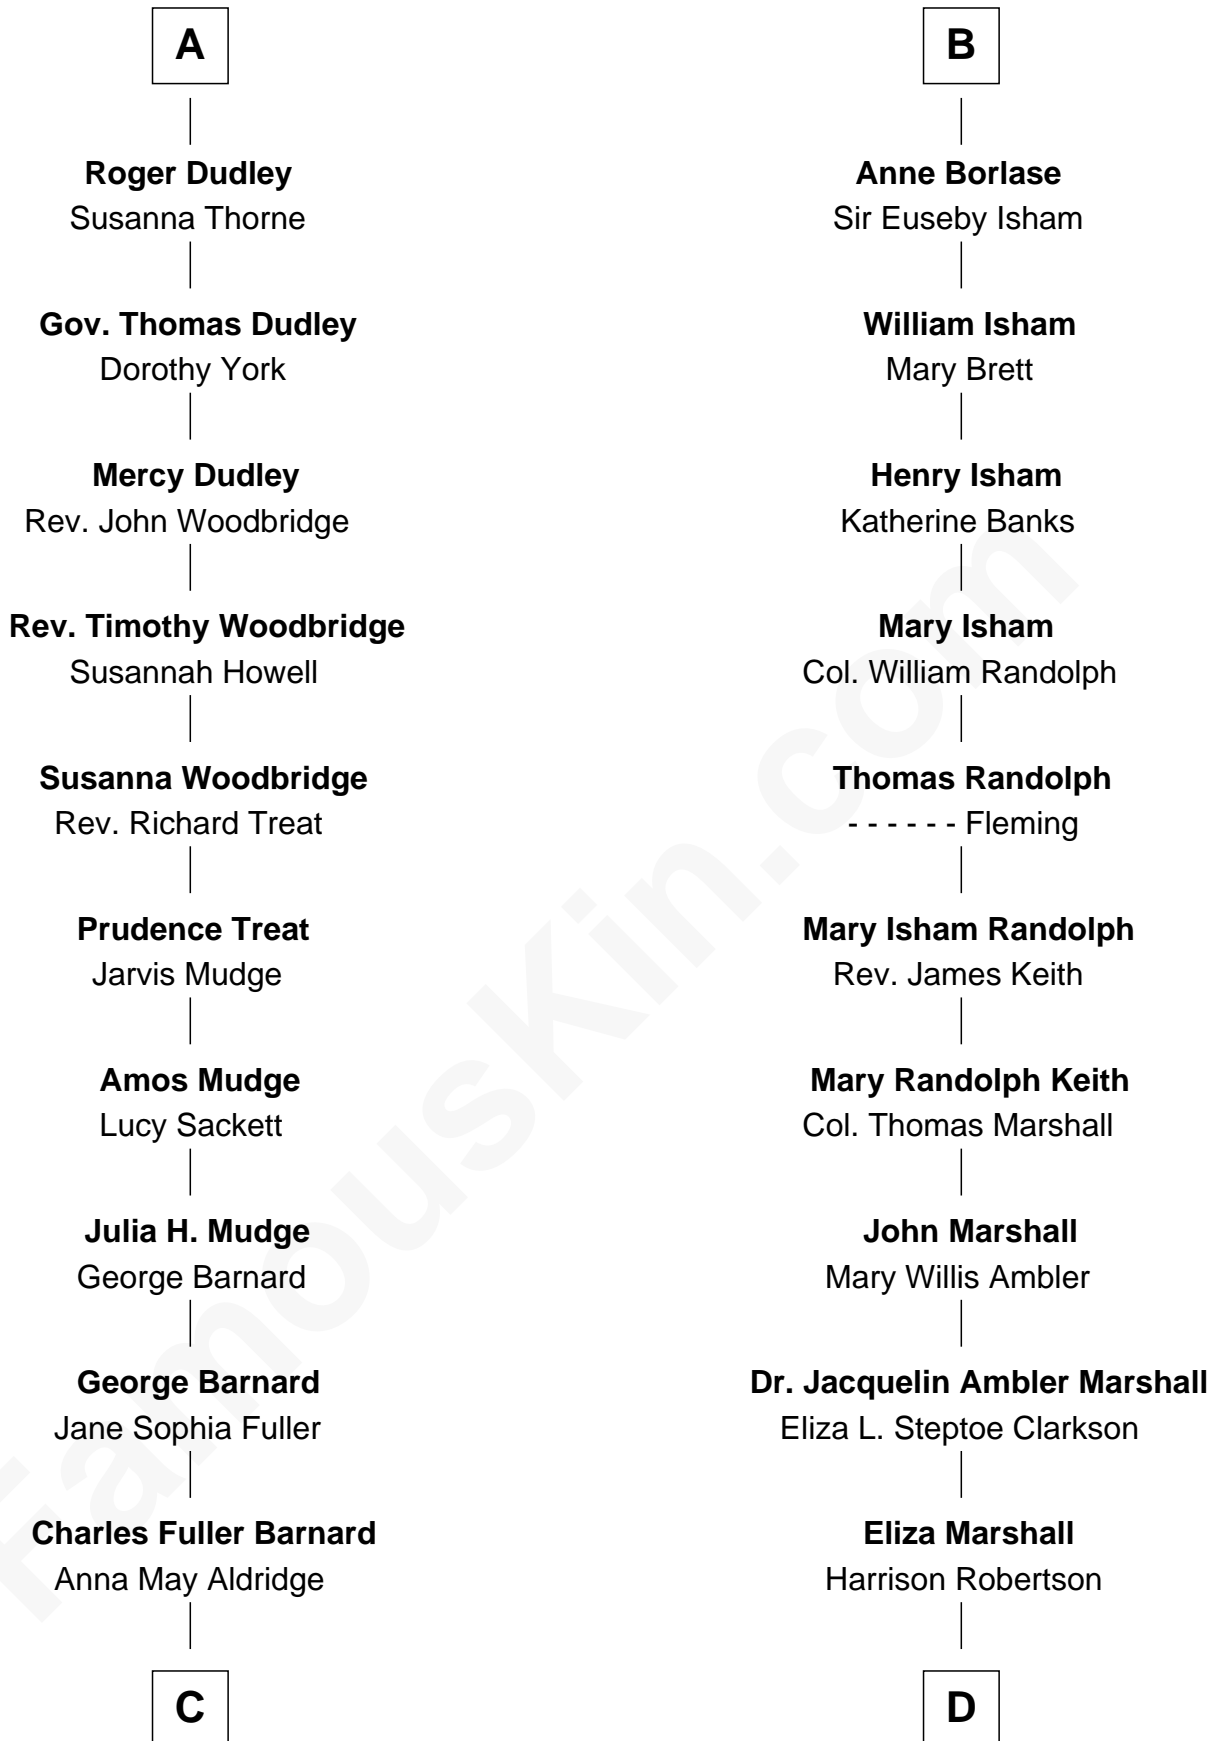 A
Roger Dudley
Susanna Thorne
Gov. Thomas Dudley
Dorothy York
Mercy Dudley
Rev. John Woodbridge
Rev. Timothy Woodbridge
Susannah Howell
Susanna Woodbridge
Rev. Richard Treat
Prudence Treat
Jarvis Mudge
Amos Mudge
Lucy Sackett
Julia H. Mudge
George Barnard
George Barnard
Jane Sophia Fuller
Charles Fuller Barnard
Anna May Aldridge
C
B
Anne Borlase
Sir Euseby Isham
William Isham
Mary Brett
Henry Isham
Katherine Banks
Mary Isham
Col. William Randolph
Thomas Randolph
- - - - - - Fleming
Mary Isham Randolph
Rev. James Keith
Mary Randolph Keith
Col. Thomas Marshall
John Marshall
Mary Willis Ambler
Dr. Jacquelin Ambler Marshall
Eliza L. Steptoe Clarkson
Eliza Marshall
Harrison Robertson
D
FamousKin.com